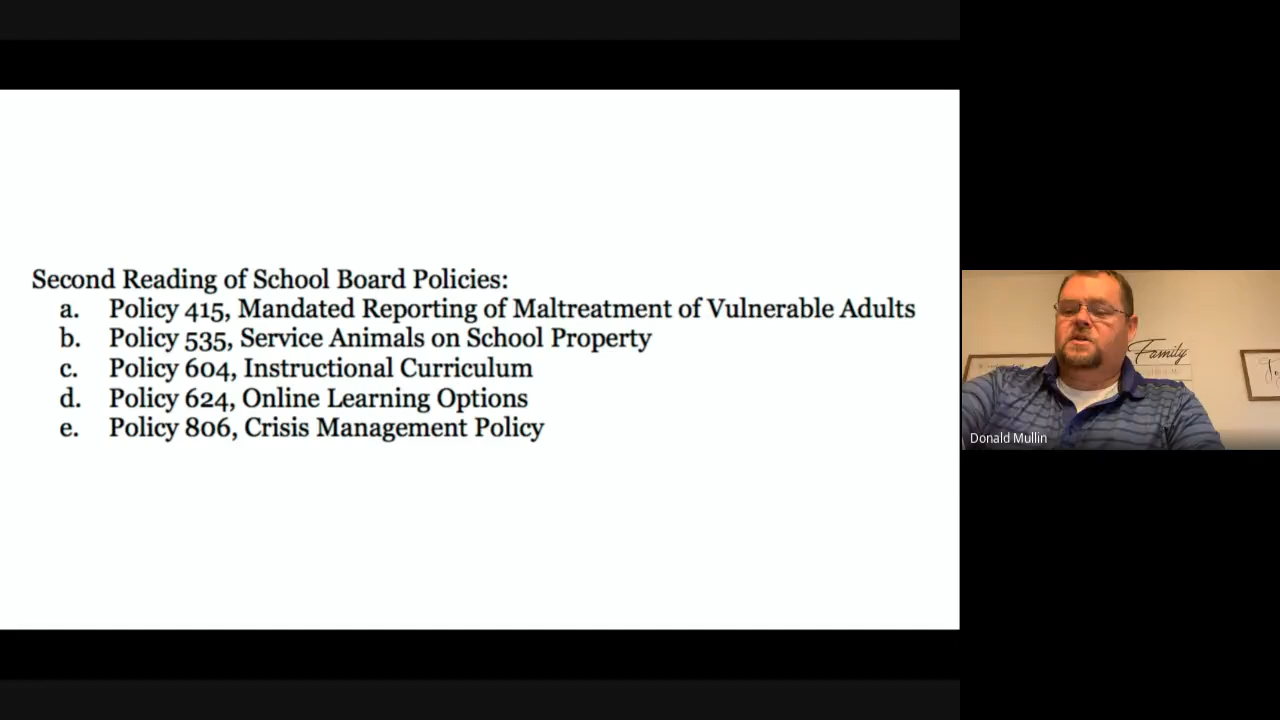 Second Reading of School Board Policies:
a. Policy 415, Mandated Reporting of Maltreatment of Vulnerable Adults
b. Policy 535, Service Animals on School Property
c. Policy 604, Instructional Curriculum
d. Policy 624, Online Learning Options
e. Policy 806, Crisis Management Policy
Family
Donald Mullin